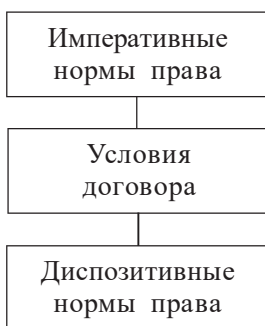 Императивные
нормы права
Условия
договора
Диспозитивные
нормы права